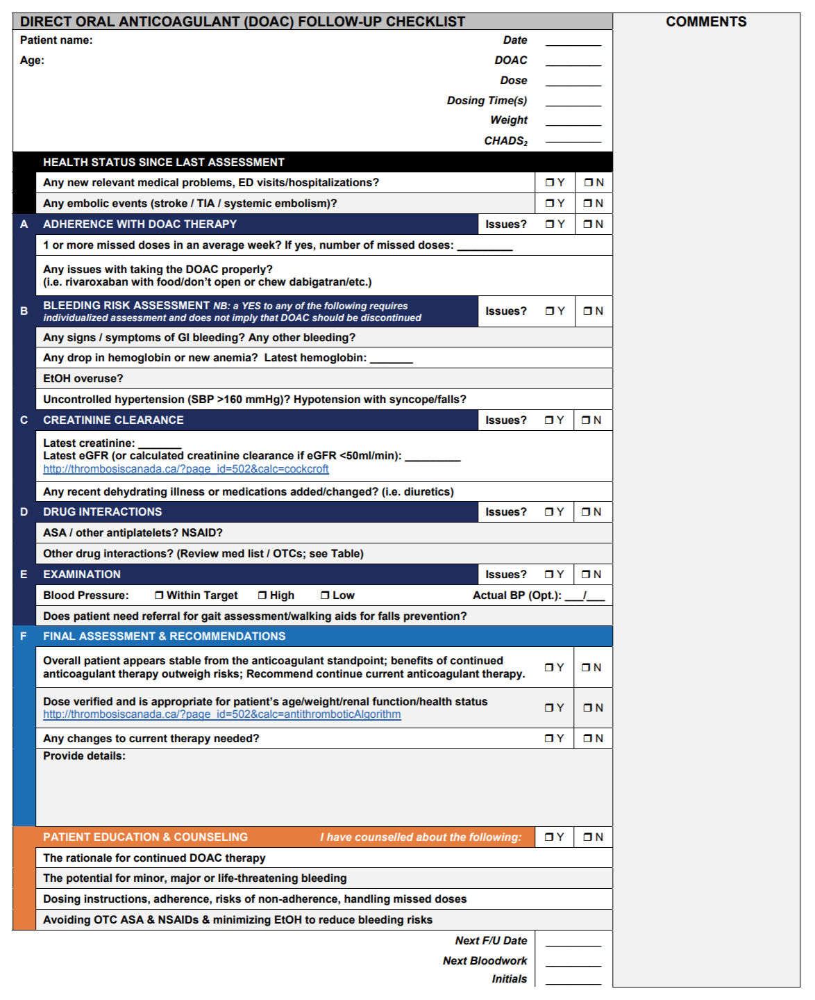 DIRECT ORAL ANTICOAGULANT (DOAC) FOLLOW-UP CHECKLIST
COMMENTS
Patient name:
Date _________
Age:
DOAC _________
Dose _________
Dosing Time(s) _________
Weight _________
CHADS₂ _________
HEALTH STATUS SINCE LAST ASSESSMENT
Any new relevant medical problems, ED visits/hospitalizations? ❒ Y ❒ N
Any embolic events (stroke / TIA / systemic embolism)? ❒ Y ❒ N
A ADHERENCE WITH DOAC THERAPY Issues? ❒ Y ❒ N
1 or more missed doses in an average week? If yes, number of missed doses: _________
Any issues with taking the DOAC properly?
(i.e. rivaroxaban with food/don't open or chew dabigatran/etc.)
B BLEEDING RISK ASSESSMENT NB: a YES to any of the following requires
individualized assessment and does not imply that DOAC should be discontinued
Issues? ❒ Y ❒ N
Any signs / symptoms of GI bleeding? Any other bleeding?
Any drop in hemoglobin or new anemia? Latest hemoglobin: _______
EtOH overuse?
Uncontrolled hypertension (SBP >160 mmHg)? Hypotension with syncope/falls?
C CREATININE CLEARANCE Issues? ❒ Y ❒ N
Latest creatinine: _______
Latest eGFR (or calculated creatinine clearance if eGFR <50ml/min): _________
http://thrombosiscanada.ca/?page_id=502&calc=cockcroft
Any recent dehydrating illness or medications added/changed? (i.e. diuretics)
D DRUG INTERACTIONS Issues? ❒ Y ❒ N
ASA / other antiplatelets? NSAID?
Other drug interactions? (Review med list / OTCs; see Table)
E EXAMINATION Issues? ❒ Y ❒ N
Blood Pressure: ❒ Within Target ❒ High ❒ Low Actual BP (Opt.): ___/___
Does patient need referral for gait assessment/walking aids for falls prevention?
F FINAL ASSESSMENT & RECOMMENDATIONS
Overall patient appears stable from the anticoagulant standpoint; benefits of continued
anticoagulant therapy outweigh risks; Recommend continue current anticoagulant therapy.
❒ Y ❒ N
Dose verified and is appropriate for patient's age/weight/renal function/health status
http://thrombosiscanada.ca/?page_id=502&calc=antithromboticAlgorithm
❒ Y ❒ N
Any changes to current therapy needed? ❒ Y ❒ N
Provide details:
PATIENT EDUCATION & COUNSELING I have counselled about the following: ❒ Y ❒ N
The rationale for continued DOAC therapy
The potential for minor, major or life-threatening bleeding
Dosing instructions, adherence, risks of non-adherence, handling missed doses
Avoiding OTC ASA & NSAIDs & minimizing EtOH to reduce bleeding risks
Next F/U Date _________
Next Bloodwork _________
Initials _________